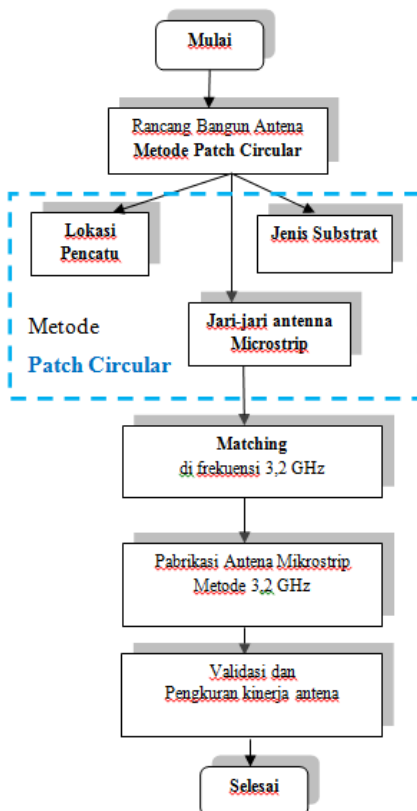 Mulai
Rancang Bangun Antena
Metode Patch Circular
Lokasi
Pencatu
Jenis Substrat
Jari-jari antenna
Microstrip
Metode
Patch Circular
Matching
di frekuensi 3,2 GHz
Pabrikasi Antena Mikrostrip
Metode 3,2 GHz
Validasi dan
Pengkuran kinerja antena
Selesai